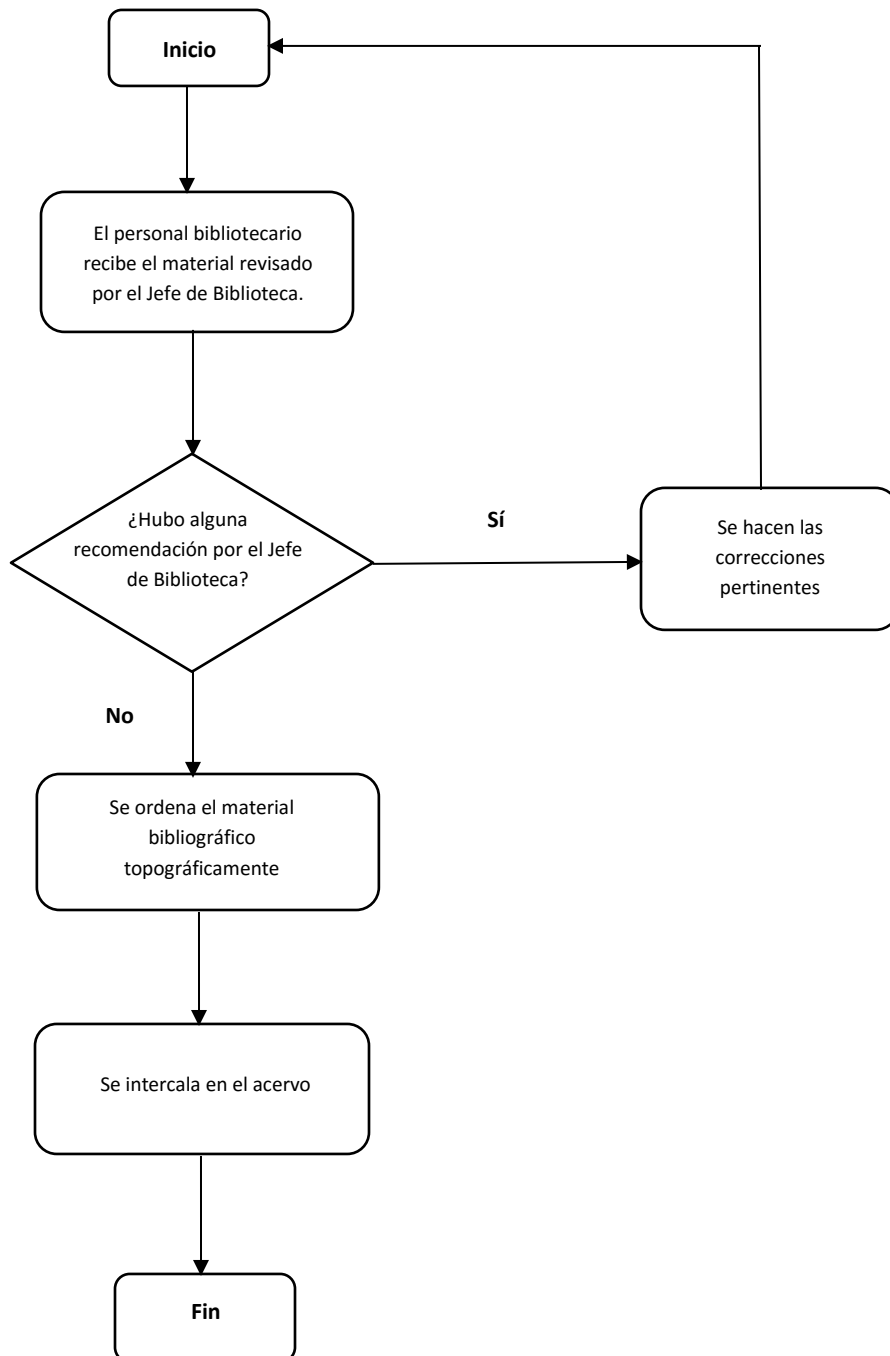 Inicio
El personal bibliotecario
recibe el material revisado
por el Jefe de Biblioteca.
¿Hubo alguna
recomendación por el Jefe
de Biblioteca?
Sí
Se hacen las
correcciones
pertinentes
No
Se ordena el material
bibliográfico
topográficamente
Se intercala en el acervo
Fin